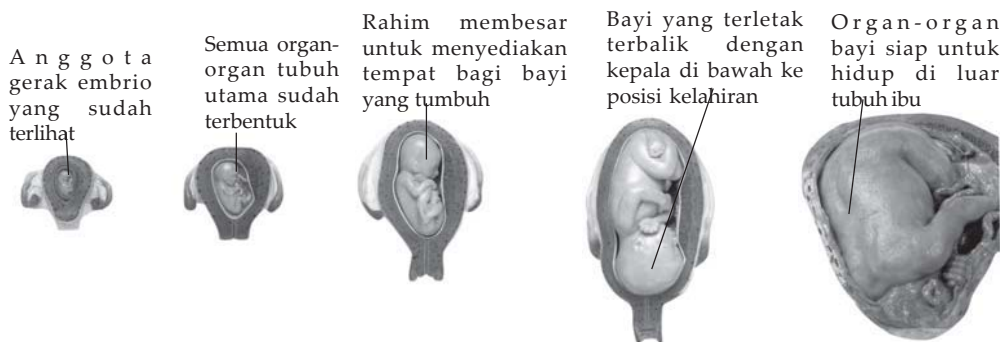 Anggota
gerak embrio
yang sudah
terlihat
Semua organ-
organ tubuh
utama sudah
terbentuk
Rahim membesar
untuk menyediakan
tempat bagi bayi
yang tumbuh
Bayi yang terletak
terbalik dengan
kepala di bawah ke
posisi kelahiran
Organ-organ
bayi siap untuk
hidup di luar
tubuh ibu